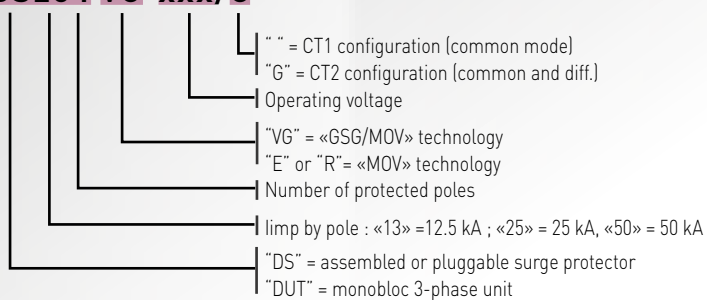 “ ” = CT1 configuration (common mode)
“G” = CT2 configuration (common and diff.)
Operating voltage
“VG” = «GSG/MOV» technology
“E” or “R”= «MOV» technology
Number of protected poles
Iimp by pole : «13» =12.5 kA ; «25» = 25 kA, «50» = 50 kA
“DS” = assembled or pluggable surge protector
“DUT” = monobloc 3-phase unit